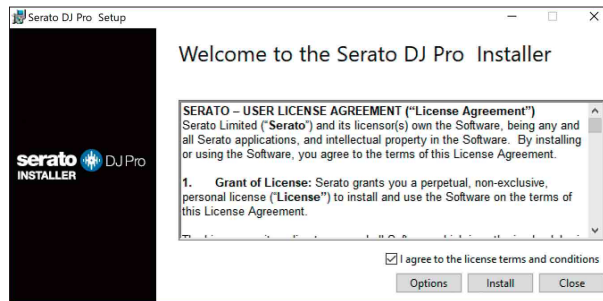 Serato DJ Pro Setup
Welcome to the Serato DJ Pro Installer
SERATO – USER LICENSE AGREEMENT ("License Agreement")
Serato Limited ("Serato") and its licensor(s) own the Software, being any and
all Serato applications, and intellectual property in the Software. By installing
or using the Software, you agree to the terms of this License Agreement.
1. Grant of License: Serato grants you a perpetual, non-exclusive,
personal license ("License") to install and use the Software on the terms of
this License Agreement.
serato DJ Pro
INSTALLER
I agree to the license terms and conditions
Options
Install
Close